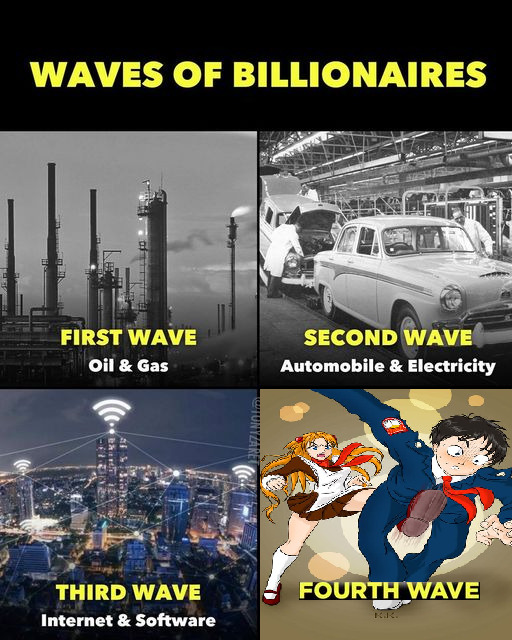 WAVES OF BILLIONAIRES
FIRST WAVE
Oil & Gas
SECOND WAVE
Automobile & Electricity
THIRD WAVE
Internet & Software
FOURTH WAVE